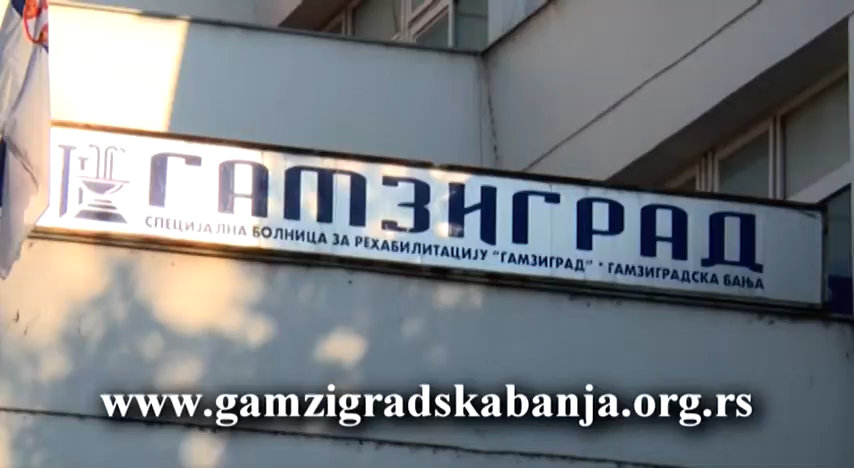 ГАМЗИГРАД
СПЕЦИЈАЛНА БОЛНИЦА ЗА РЕХАБИЛИТАЦИЈУ "ГАМЗИГРАД" • ГАМЗИГРАДСКА БАЊА
www.gamzigradskabanja.org.rs